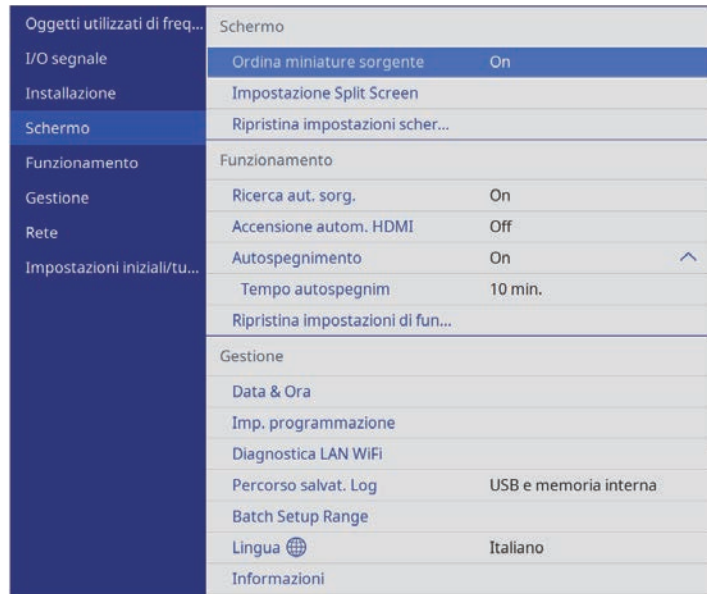 Oggetti utilizzati di freq...
I/O segnale
Installazione
Schermo
Funzionamento
Gestione
Rete
Impostazioni iniziali/tu...
Schermo
Ordina miniature sorgente On
Impostazione Split Screen
Ripristina impostazioni scher...
Funzionamento
Ricerca aut. sorg. On
Accensione autom. HDMI Off
Autospegnimento On
Tempo autospegnim 10 min.
Ripristina impostazioni di fun...
Gestione
Data & Ora
Imp. programmazione
Diagnostica LAN WiFi
Percorso salvat. Log USB e memoria interna
Batch Setup Range
Lingua Italiano
Informazioni